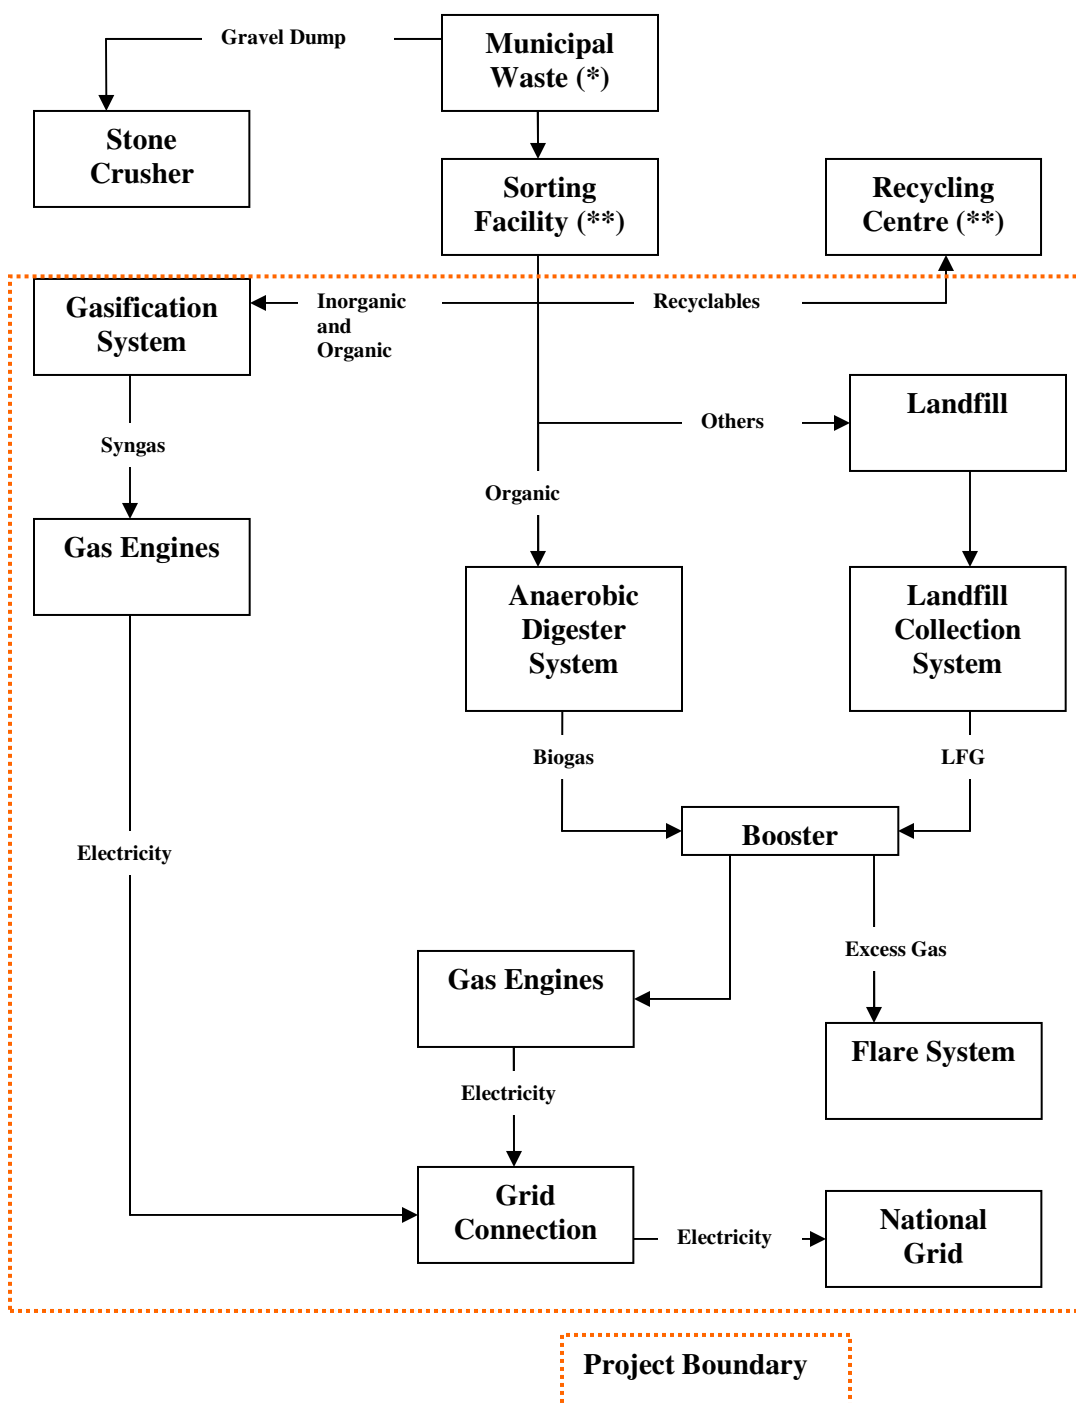 Gravel Dump
Municipal
Waste (*)
Stone
Crusher
Sorting
Facility (**)
Recycling
Centre (**)
Gasification
System
Inorganic
and
Organic
Recyclables
Landfill
Others
Syngas
Organic
Gas Engines
Anaerobic
Digester
System
Landfill
Collection
System
Biogas
LFG
Booster
Electricity
Excess Gas
Gas Engines
Flare System
Electricity
Grid
Connection
Electricity
National
Grid
Project Boundary